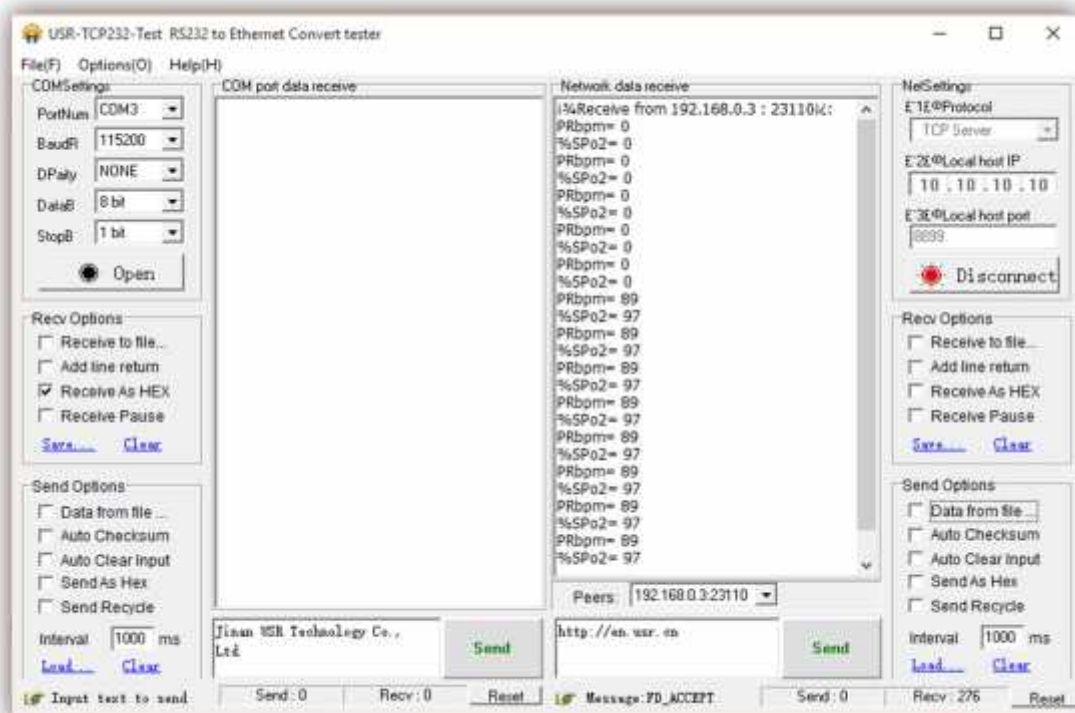 USR-TCP232-Test RS232 to Ethernet Convert tester
File(F) Options(O) Help(H)
COMSettings
PortNum COM3
BaudR 115200
DPaity NONE
DataB 8 bit
StopB 1 bit
Open
Recv Options
Receive to file...
Add line return
Receive As HEX
Receive Pause
Save... Clear
Send Options
Data from file ...
Auto Checksum
Auto Clear Input
Send As Hex
Send Recycle
Interval 1000 ms
Load... Clear
Input text to send
COM port data receive
Jinan USR Technology Co.,
Ltd
Send
Send : 0 Recv : 0 Reset
Network data receive
Receive from 192.168.0.3 : 23110
PRbpm= 0
%SPo2= 0
PRbpm= 0
%SPo2= 0
PRbpm= 0
%SPo2= 0
PRbpm= 0
%SPo2= 0
PRbpm= 0
%SPo2= 0
PRbpm= 89
%SPo2= 97
PRbpm= 89
%SPo2= 97
PRbpm= 89
%SPo2= 97
PRbpm= 89
%SPo2= 97
PRbpm= 89
%SPo2= 97
PRbpm= 89
%SPo2= 97
PRbpm= 89
%SPo2= 97
PRbpm= 89
%SPo2= 97
Peers: 192.168.0.3:23110
http://en.usr.cn
Send
Message:FD_ACCEPT
Send : 0 Recv : 276 Reset
NetSettings
£¨1£©Protocol
TCP Server
£¨2£©Local host IP
10 . 10 . 10 . 10
£¨3£©Local host port
8899
Disconnect
Recv Options
Receive to file...
Add line return
Receive As HEX
Receive Pause
Save... Clear
Send Options
Data from file ...
Auto Checksum
Auto Clear Input
Send As Hex
Send Recycle
Interval 1000 ms
Load... Clear